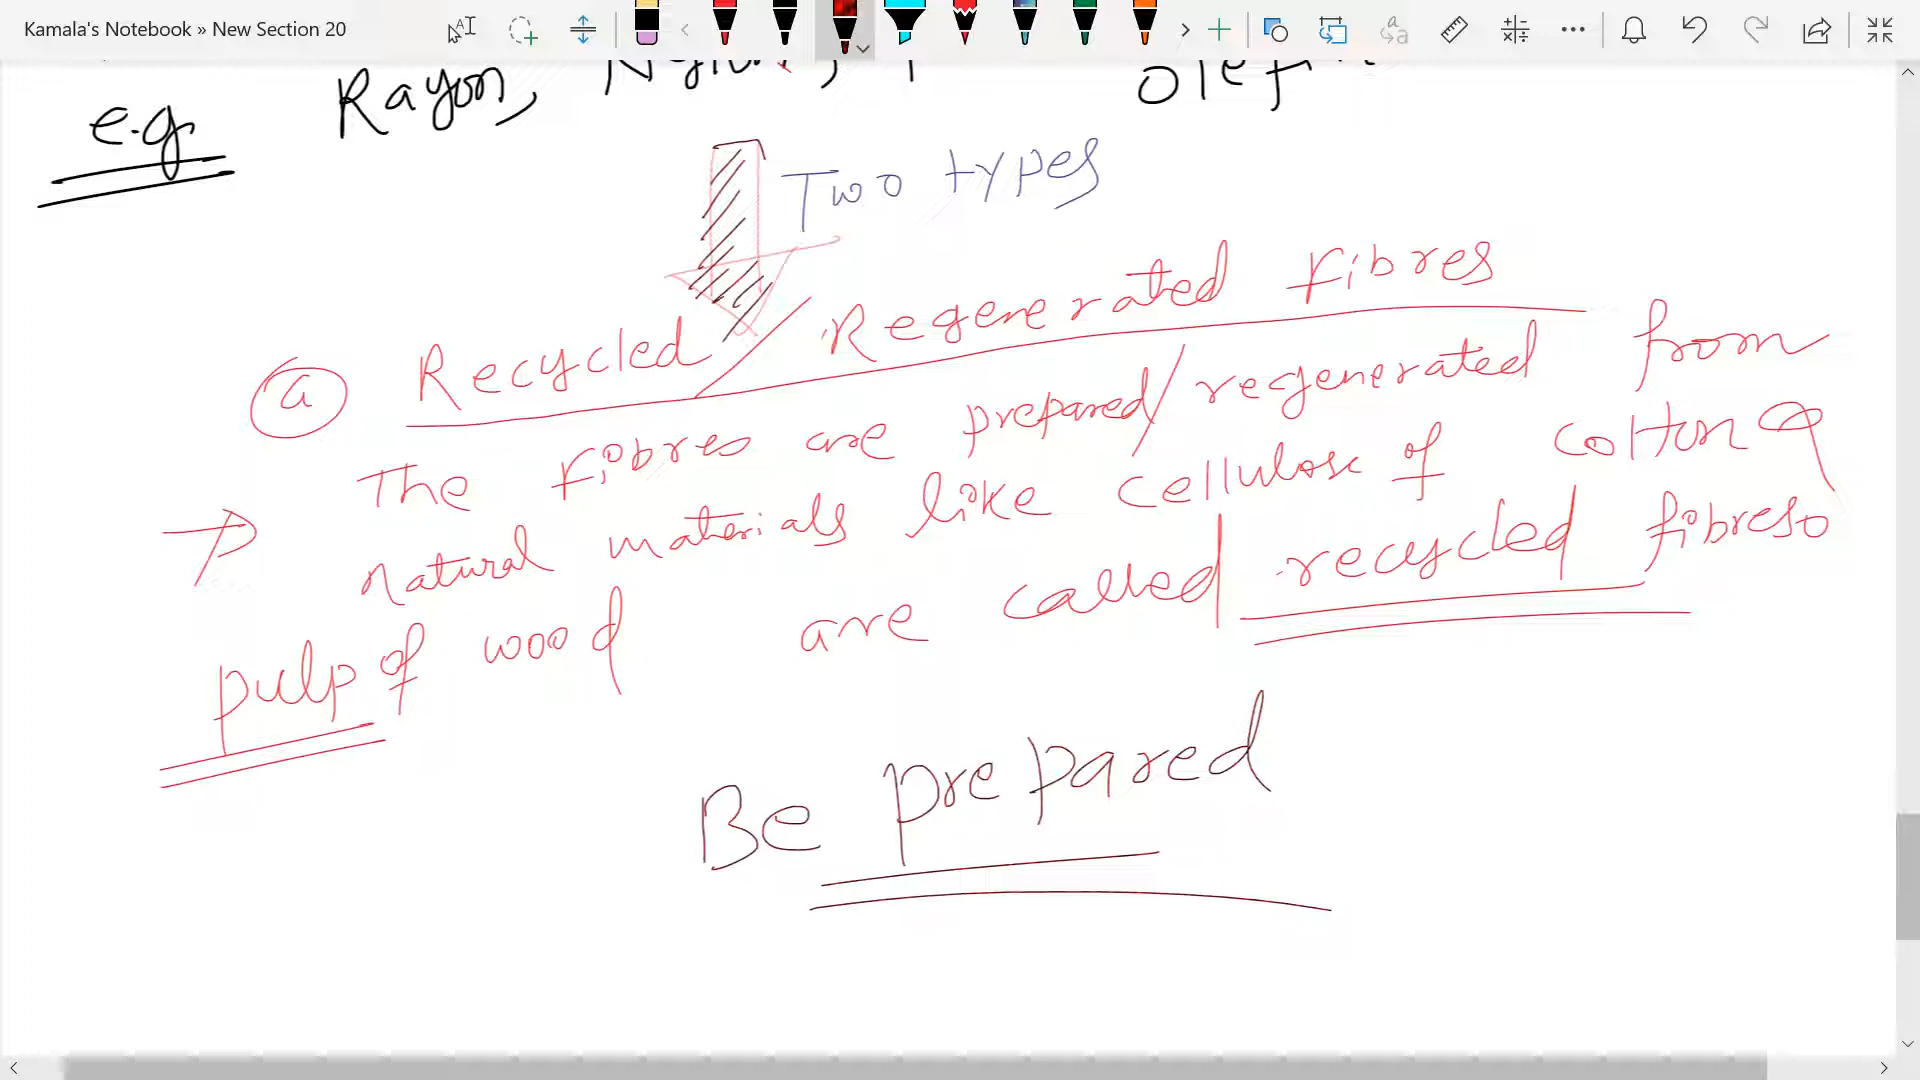 Kamala's Notebook » New Section 20
e.g. Rayon, Nylon,
Two types
(a) Recycled / Regenerated Fibres
→ The Fibres are prepared/regenerated from
natural materials like cellulose of cotton &
pulp of wood are called recycled fibres.
Be prepared